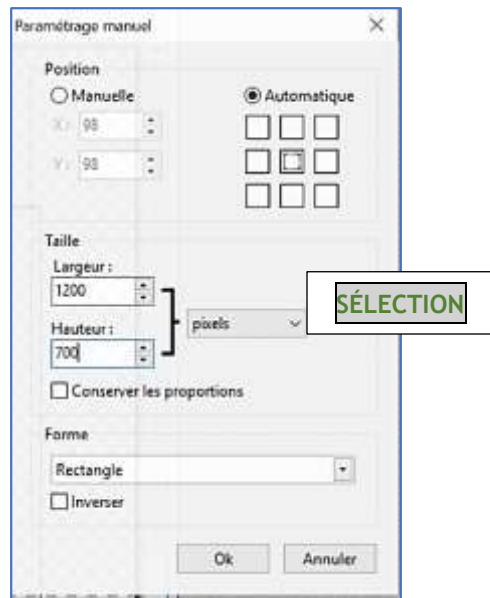 Paramétrage manuel
Position
Manuelle
Automatique
X: 98
Y: 98
Taille
Largeur :
1200
pixels
SÉLECTION
Hauteur :
700
Conserver les proportions
Forme
Rectangle
Inverser
Ok
Annuler